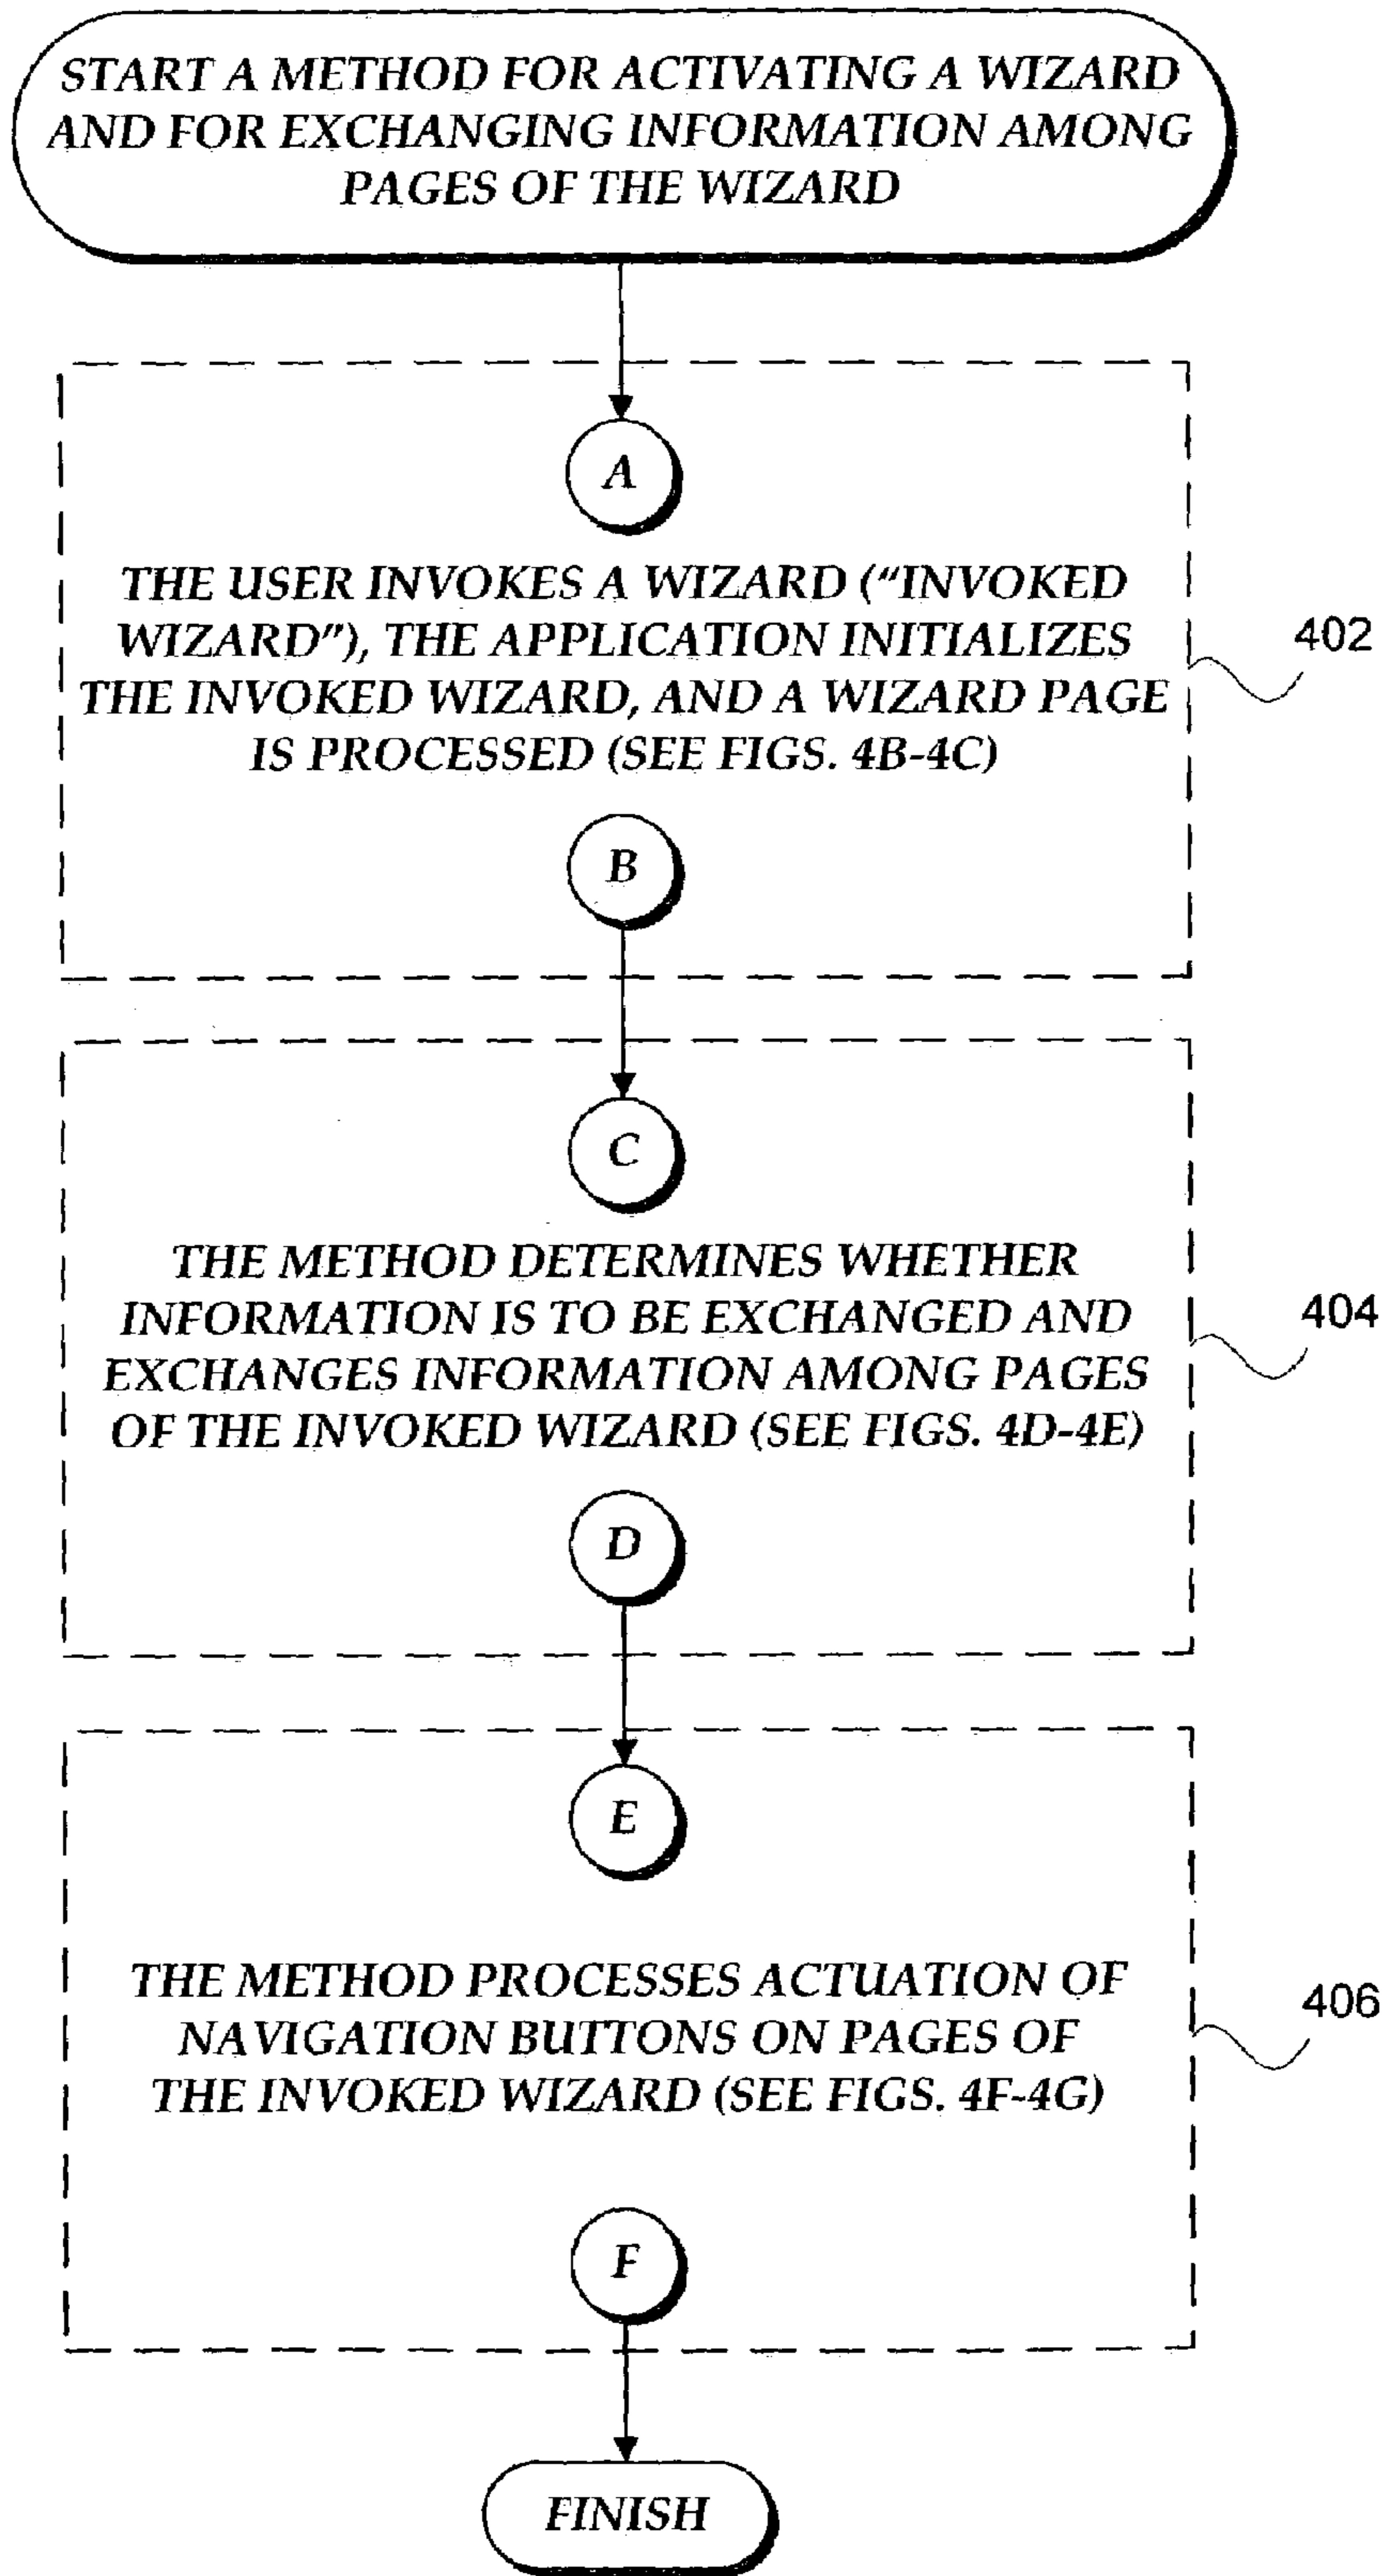 START A METHOD FOR ACTIVATING A WIZARD
AND FOR EXCHANGING INFORMATION AMONG
PAGES OF THE WIZARD
A
THE USER INVOKES A WIZARD ("INVOKED
WIZARD"), THE APPLICATION INITIALIZES
THE INVOKED WIZARD, AND A WIZARD PAGE
IS PROCESSED (SEE FIGS. 4B-4C)
402
B
C
THE METHOD DETERMINES WHETHER
INFORMATION IS TO BE EXCHANGED AND
EXCHANGES INFORMATION AMONG PAGES
OF THE INVOKED WIZARD (SEE FIGS. 4D-4E)
404
D
E
THE METHOD PROCESSES ACTUATION OF
NAVIGATION BUTTONS ON PAGES OF
THE INVOKED WIZARD (SEE FIGS. 4F-4G)
406
F
FINISH